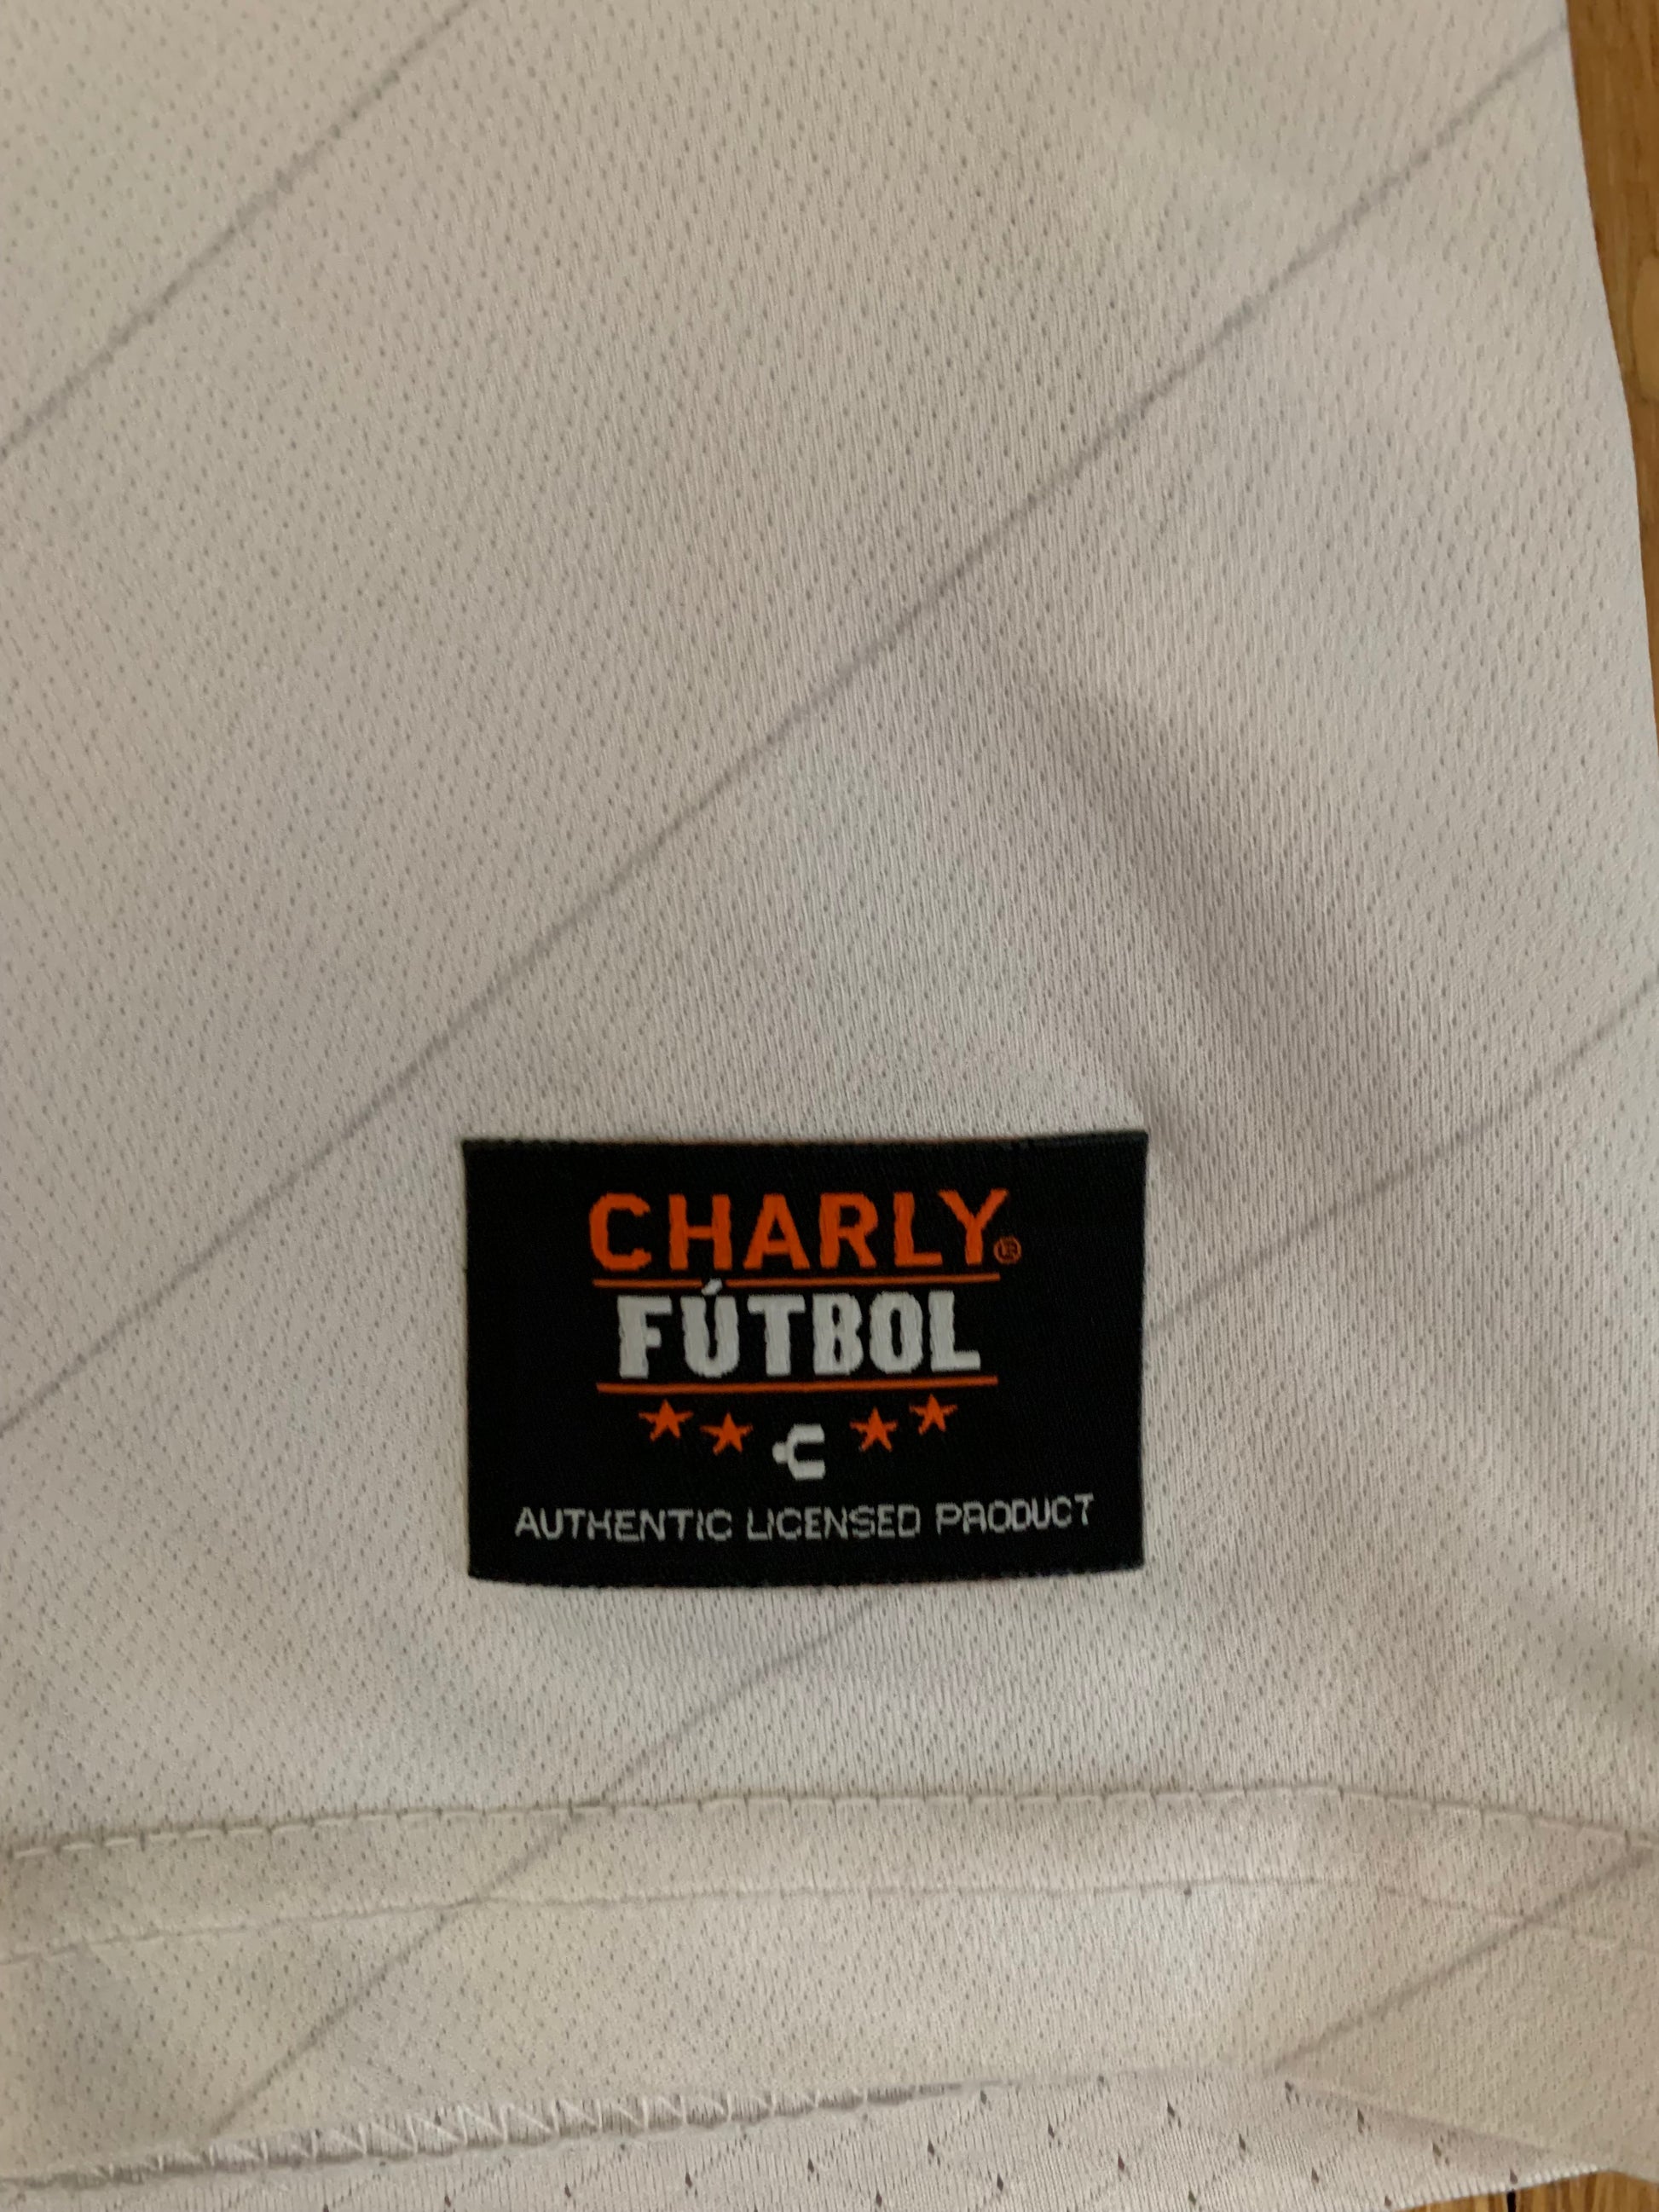 CHARLY®
FÚTBOL
AUTHENTIC LICENSED PRODUCT